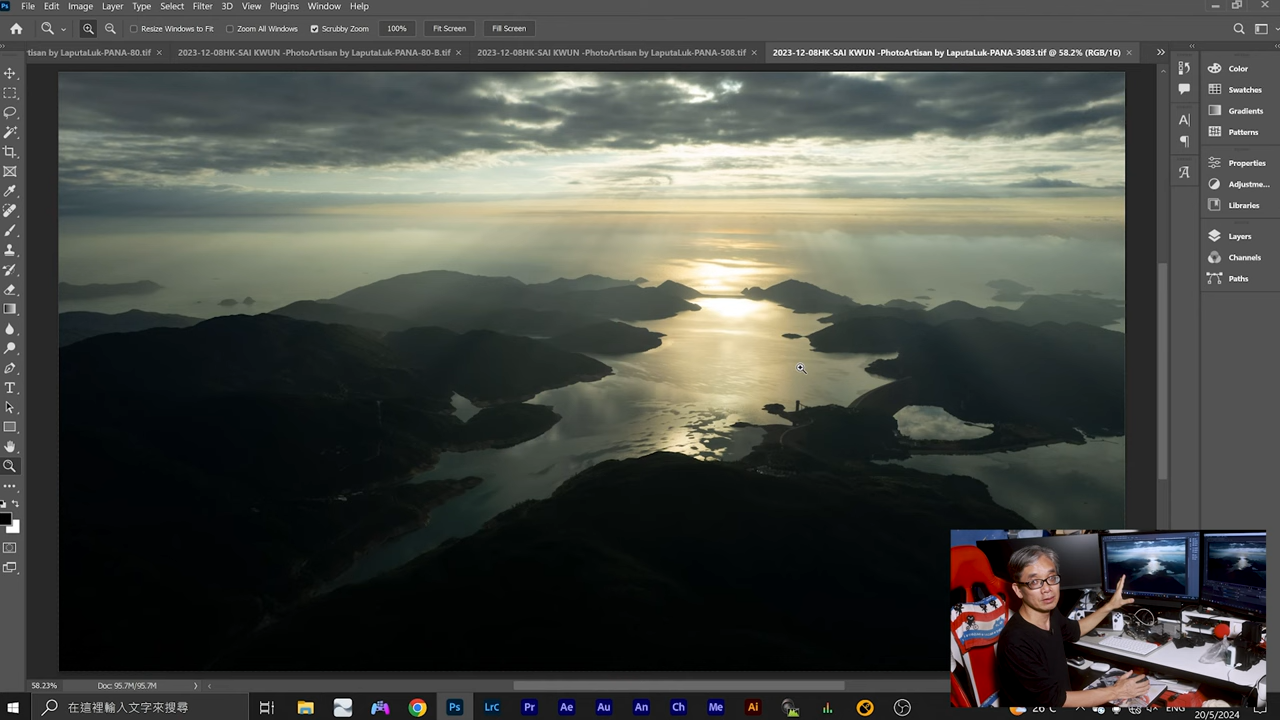 File Edit Image Layer Type Select Filter 3D View Plugins Window Help
Resize Windows to Fit Zoom All Windows Scrubby Zoom 100% Fit Screen Fill Screen
tisan by LaputaLuk-PANA-80.tif × 2023-12-08HK-SAI KWUN -PhotoArtisan by LaputaLuk-PANA-80-B.tif × 2023-12-08HK-SAI KWUN -PhotoArtisan by LaputaLuk-PANA-508.tif × 2023-12-08HK-SAI KWUN -PhotoArtisan by LaputaLuk-PANA-3083.tif @ 58.2% (RGB/16) ×
Color
Swatches
Gradients
Patterns
Properties
Adjustme...
Libraries
Layers
Channels
Paths
58.23% Doc: 95.7M/95.7M
在這裡輸入文字來搜尋 Ps Lrc Pr Ae Au An Ch Me Ai 26°C ENG
20/5/2024